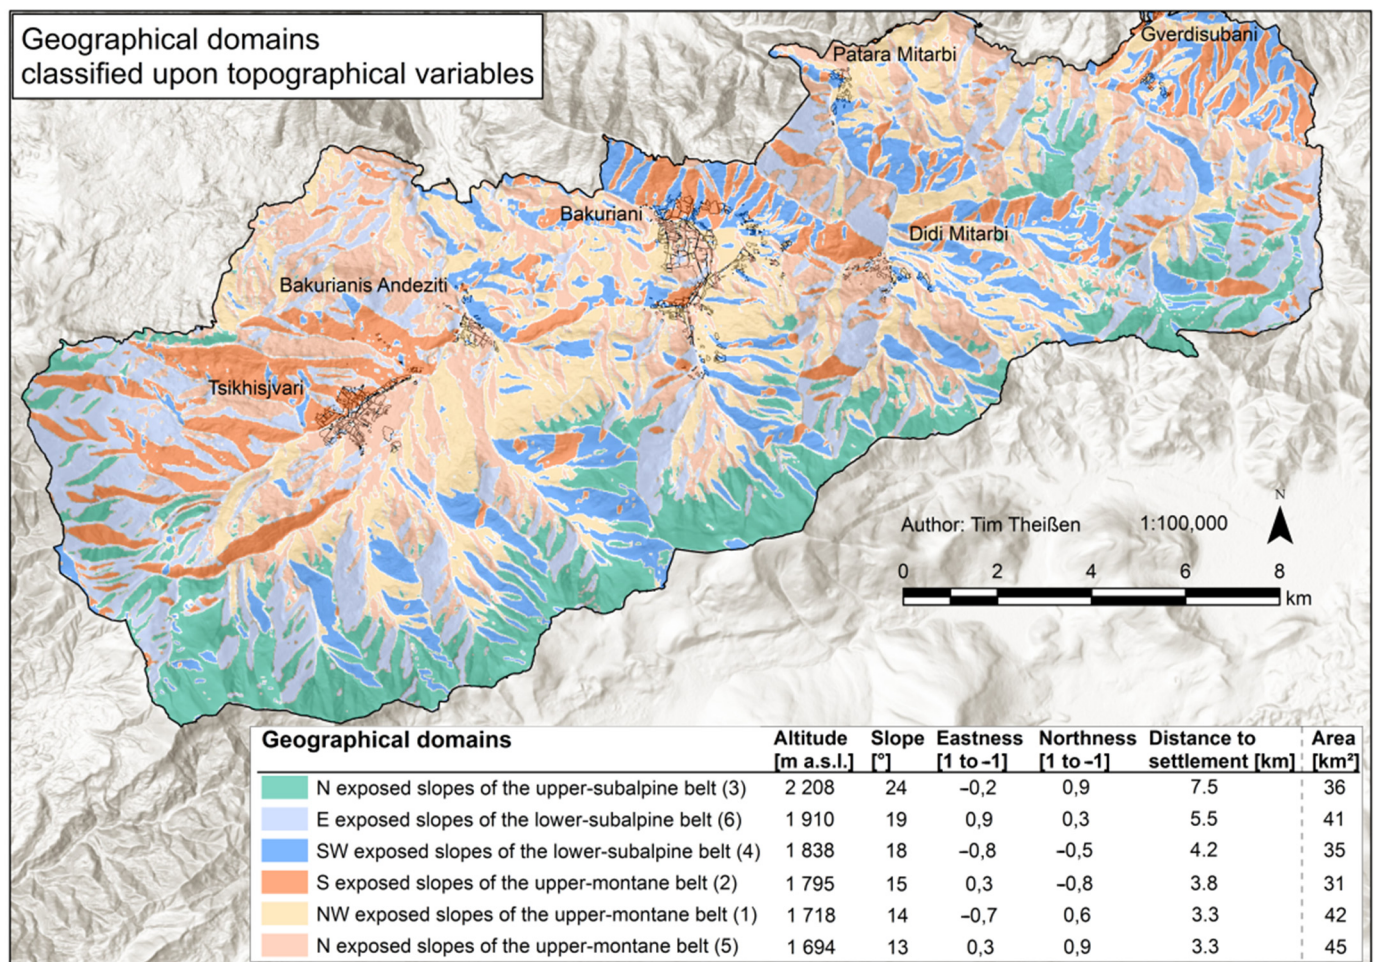 Geographical domains
classified upon topographical variables
Gverdisubani
Patara Mitarbi
Bakuriani
Didi Mitarbi
Bakurianis Andeziti
Tsikhisjvari
N
Author: Tim Theißen 1:100,000
0 2 4 6 8
km
Geographical domains Altitude Slope Eastness Northness Distance to Area
[m a.s.l.] [°] [1 to –1] [1 to –1] settlement [km] [km²]
N exposed slopes of the upper-subalpine belt (3) 2 208 24 –0,2 0,9 7.5 36
E exposed slopes of the lower-subalpine belt (6) 1 910 19 0,9 0,3 5.5 41
SW exposed slopes of the lower-subalpine belt (4) 1 838 18 –0,8 –0,5 4.2 35
S exposed slopes of the upper-montane belt (2) 1 795 15 0,3 –0,8 3.8 31
NW exposed slopes of the upper-montane belt (1) 1 718 14 –0,7 0,6 3.3 42
N exposed slopes of the upper-montane belt (5) 1 694 13 0,3 0,9 3.3 45